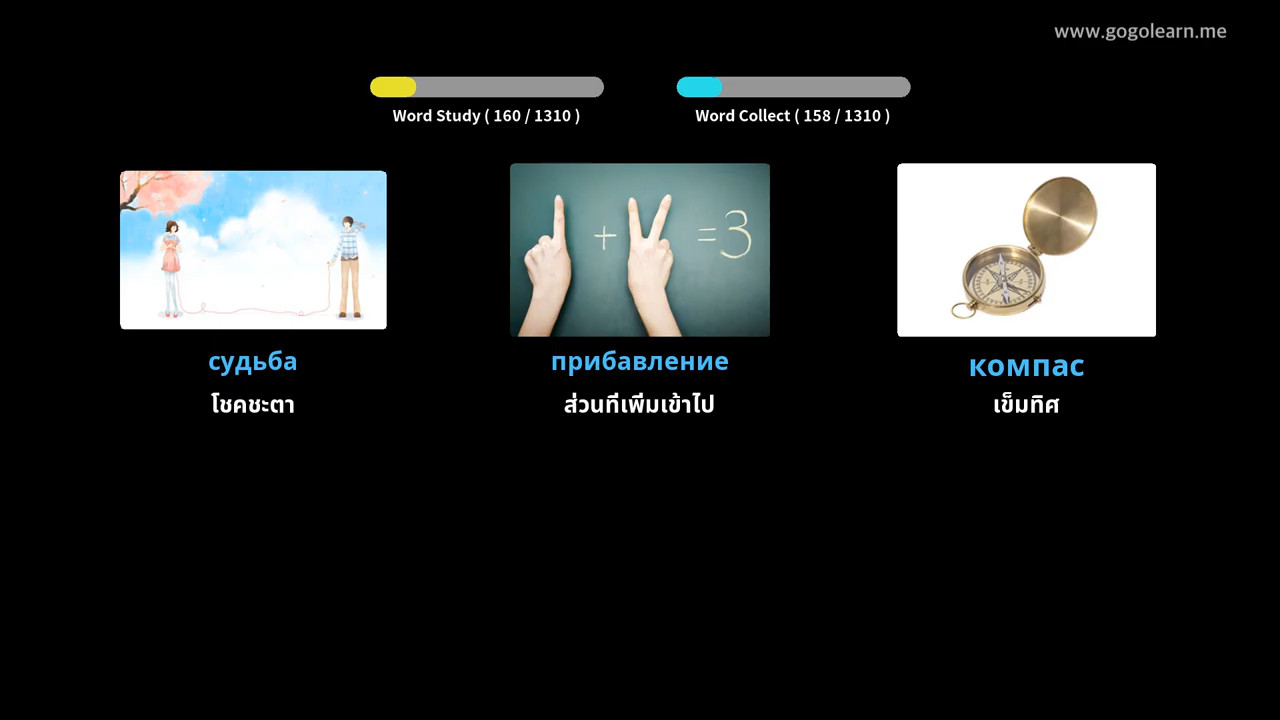 www.gogolearn.me
Word Study ( 160 / 1310 )
Word Collect ( 158 / 1310 )
+ = 3
судьба
прибавление
компас
โชคชะตา
ส่วนที่เพิ่มเข้าไป
เข็มทิศ